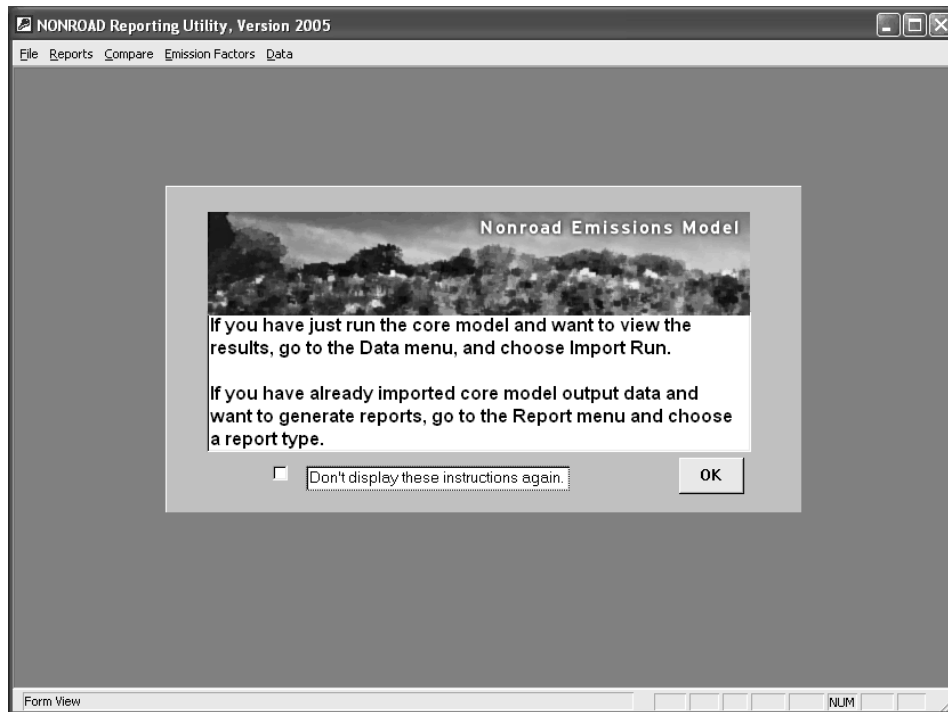 NONROAD Reporting Utility, Version 2005
File Reports Compare Emission Factors Data
Nonroad Emissions Model
If you have just run the core model and want to view the
results, go to the Data menu, and choose Import Run.
If you have already imported core model output data and
want to generate reports, go to the Report menu and choose
a report type.
Don't display these instructions again.
OK
Form View
NUM